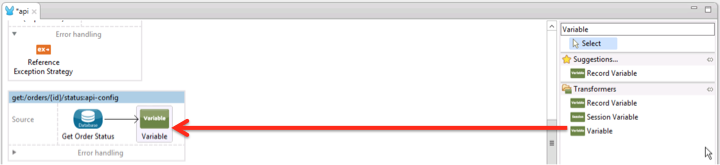 *api
Variable
Select
Error handling
Suggestions...
Record Variable
Reference
Exception Strategy
Transformers
Record Variable
Session Variable
Variable
get:/orders/{id}/status:api-config
Source
Database
Variable
Get Order Status
Variable
Error handling